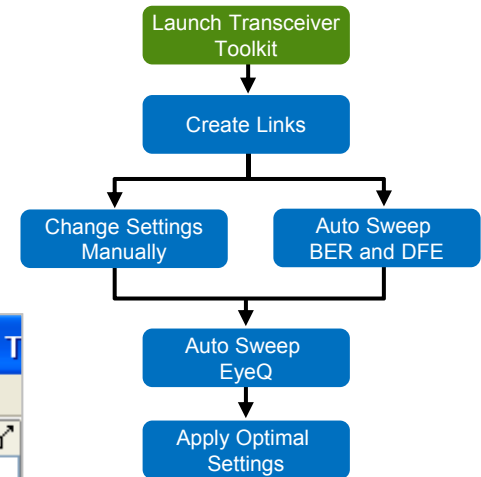 Launch Transceiver
Toolkit
Create Links
Change Settings
Manually
Auto Sweep
BER and DFE
Auto Sweep
EyeQ
Apply Optimal
Settings
T